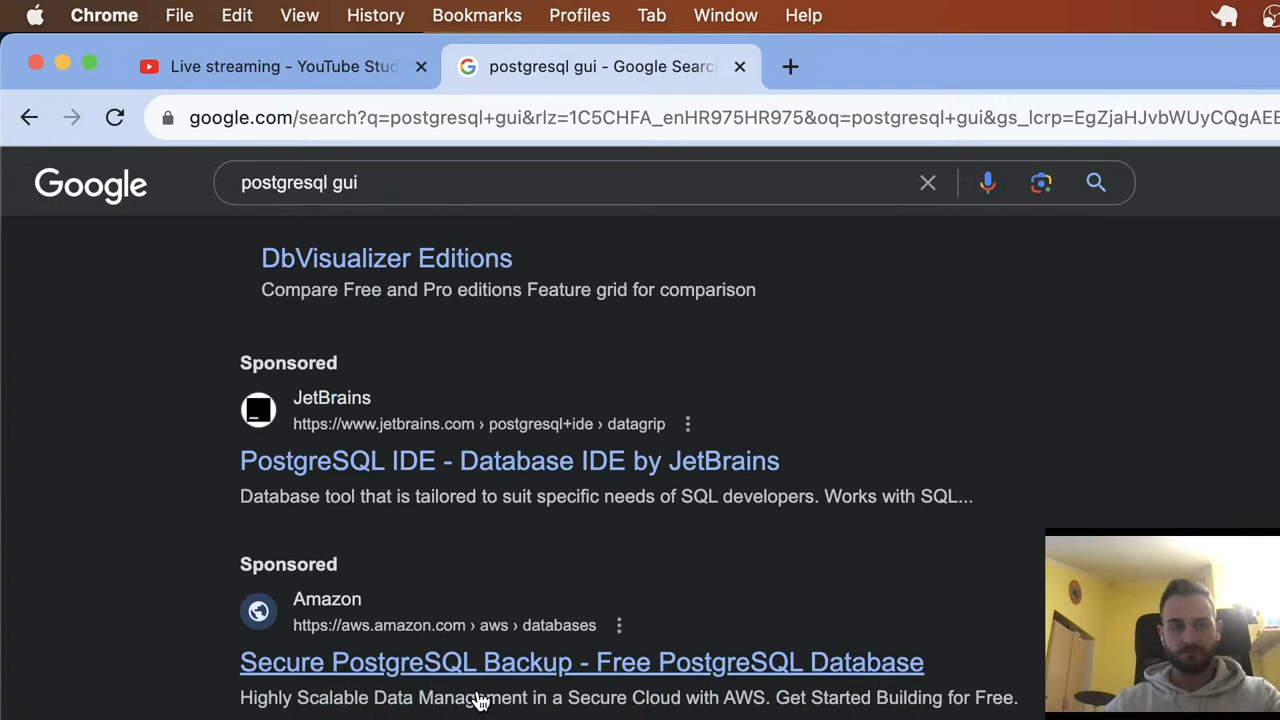 Chrome File Edit View History Bookmarks Profiles Tab Window Help
Live streaming - YouTube Stud
postgresql gui - Google Searc
google.com/search?q=postgresql+gui&rlz=1C5CHFA_enHR975HR975&oq=postgresql+gui&gs_lcrp=EgZjaHJvbWUyCQgAEE
Google
postgresql gui
DbVisualizer Editions
Compare Free and Pro editions Feature grid for comparison
Sponsored
JetBrains
https://www.jetbrains.com › postgresql+ide › datagrip
PostgreSQL IDE - Database IDE by JetBrains
Database tool that is tailored to suit specific needs of SQL developers. Works with SQL...
Sponsored
Amazon
https://aws.amazon.com › aws › databases
Secure PostgreSQL Backup - Free PostgreSQL Database
Highly Scalable Data Management in a Secure Cloud with AWS. Get Started Building for Free.